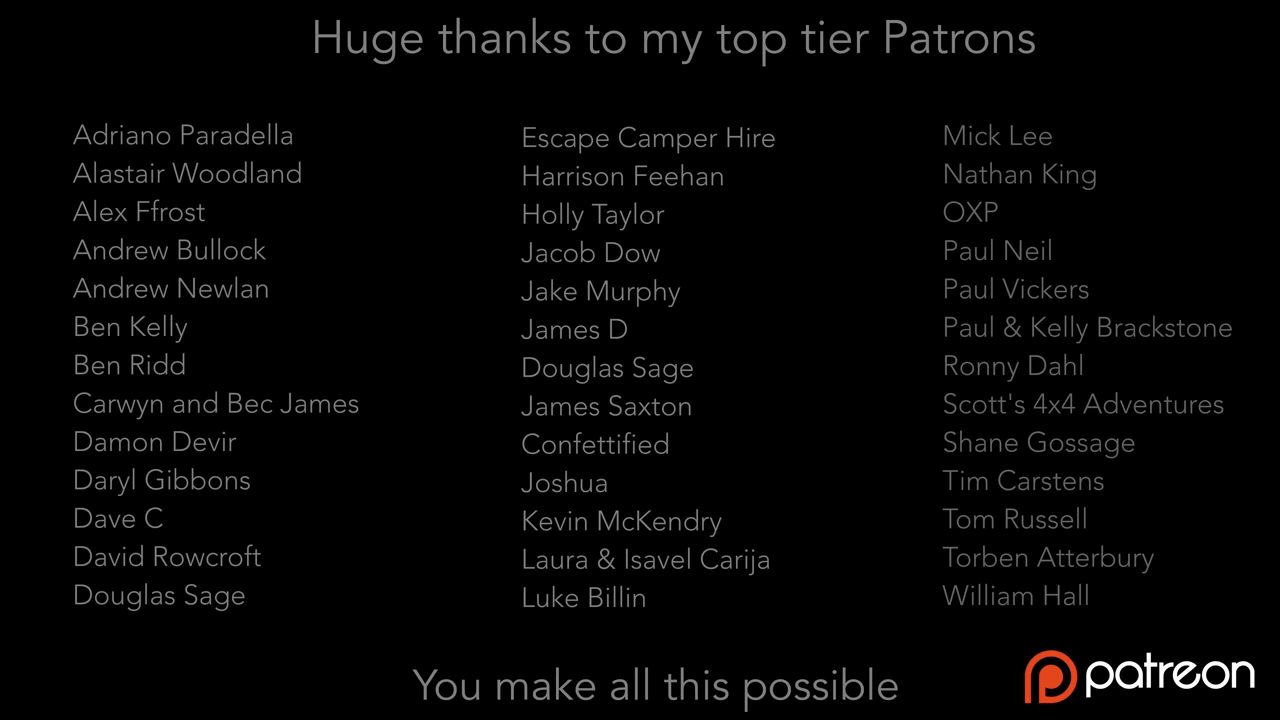 Huge thanks to my top tier Patrons
Adriano Paradella
Alastair Woodland
Alex Ffrost
Andrew Bullock
Andrew Newlan
Ben Kelly
Ben Ridd
Carwyn and Bec James
Damon Devir
Daryl Gibbons
Dave C
David Rowcroft
Douglas Sage
Escape Camper Hire
Harrison Feehan
Holly Taylor
Jacob Dow
Jake Murphy
James D
Douglas Sage
James Saxton
Confettified
Joshua
Kevin McKendry
Laura & Isavel Carija
Luke Billin
Mick Lee
Nathan King
OXP
Paul Neil
Paul Vickers
Paul & Kelly Brackstone
Ronny Dahl
Scott's 4x4 Adventures
Shane Gossage
Tim Carstens
Tom Russell
Torben Atterbury
William Hall
You make all this possible
patreon